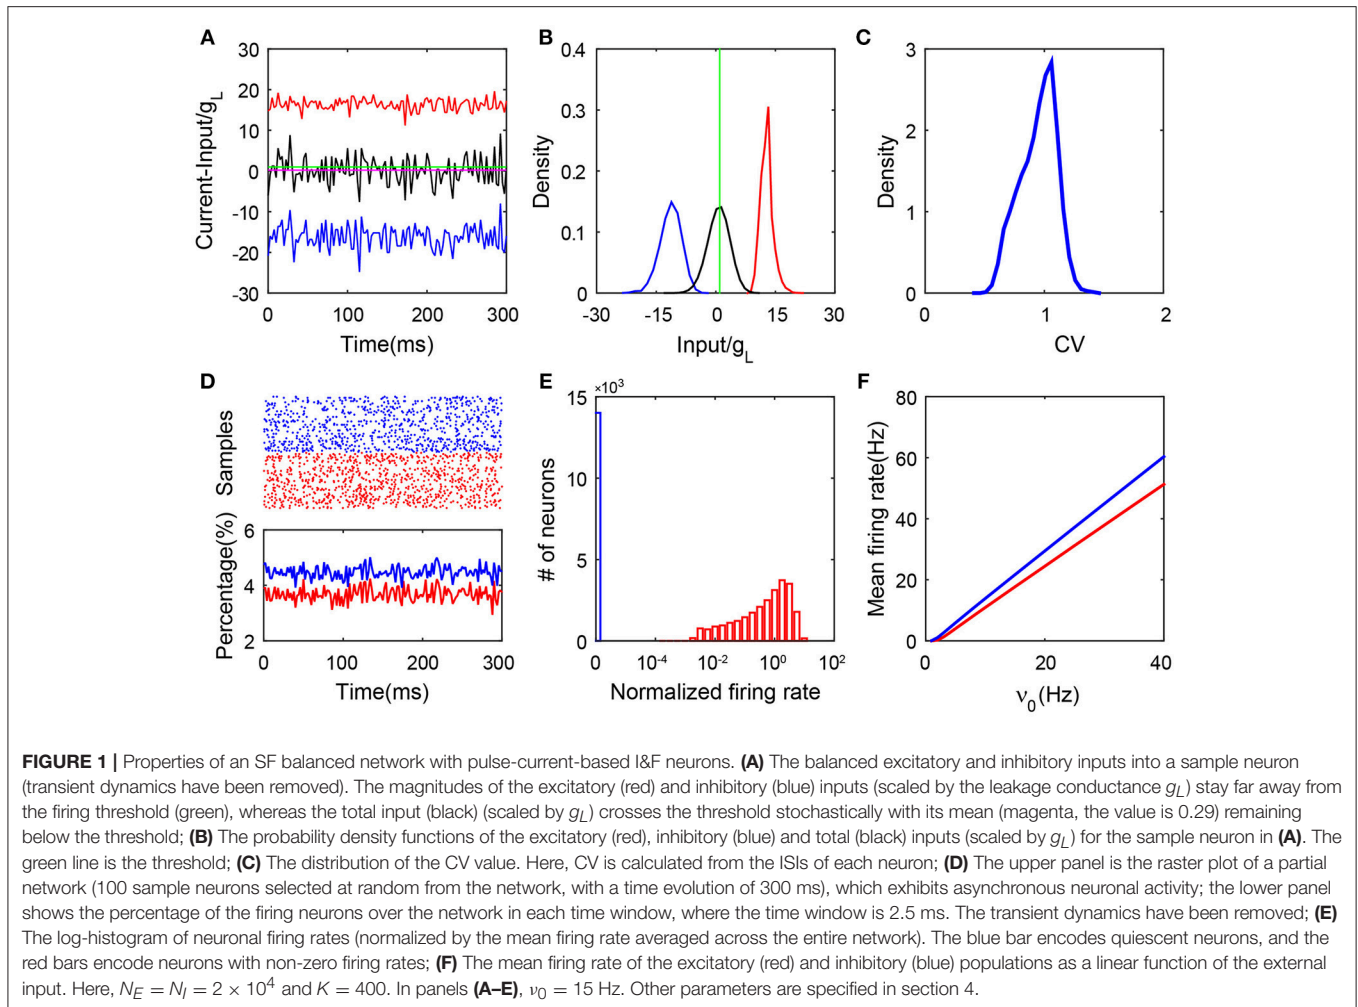 A
30
20
10
0
-10
-20
-30
Current-Input/gL
0 100 200 300
Time(ms)
B
0.4
0.3
0.2
0.1
0
Density
-30 -15 0 15 30
Input/gL
C
3
2
1
0
Density
0 1 2
CV
D
Samples
6
4
2
Percentage(%)
0 100 200 300
Time(ms)
E
×10³
15
10
5
0
# of neurons
0 10⁻⁴ 10⁻² 10⁰ 10²
Normalized firing rate
F
80
60
40
20
0
Mean firing rate(Hz)
0 20 40
ν0(Hz)
FIGURE 1 | Properties of an SF balanced network with pulse-current-based I&F neurons. (A) The balanced excitatory and inhibitory inputs into a sample neuron
(transient dynamics have been removed). The magnitudes of the excitatory (red) and inhibitory (blue) inputs (scaled by the leakage conductance gL) stay far away from
the firing threshold (green), whereas the total input (black) (scaled by gL) crosses the threshold stochastically with its mean (magenta, the value is 0.29) remaining
below the threshold; (B) The probability density functions of the excitatory (red), inhibitory (blue) and total (black) inputs (scaled by gL) for the sample neuron in (A). The
green line is the threshold; (C) The distribution of the CV value. Here, CV is calculated from the ISIs of each neuron; (D) The upper panel is the raster plot of a partial
network (100 sample neurons selected at random from the network, with a time evolution of 300 ms), which exhibits asynchronous neuronal activity; the lower panel
shows the percentage of the firing neurons over the network in each time window, where the time window is 2.5 ms. The transient dynamics have been removed; (E)
The log-histogram of neuronal firing rates (normalized by the mean firing rate averaged across the entire network). The blue bar encodes quiescent neurons, and the
red bars encode neurons with non-zero firing rates; (F) The mean firing rate of the excitatory (red) and inhibitory (blue) populations as a linear function of the external
input. Here, NE = NI = 2 × 10⁴ and K = 400. In panels (A–E), ν0 = 15 Hz. Other parameters are specified in section 4.